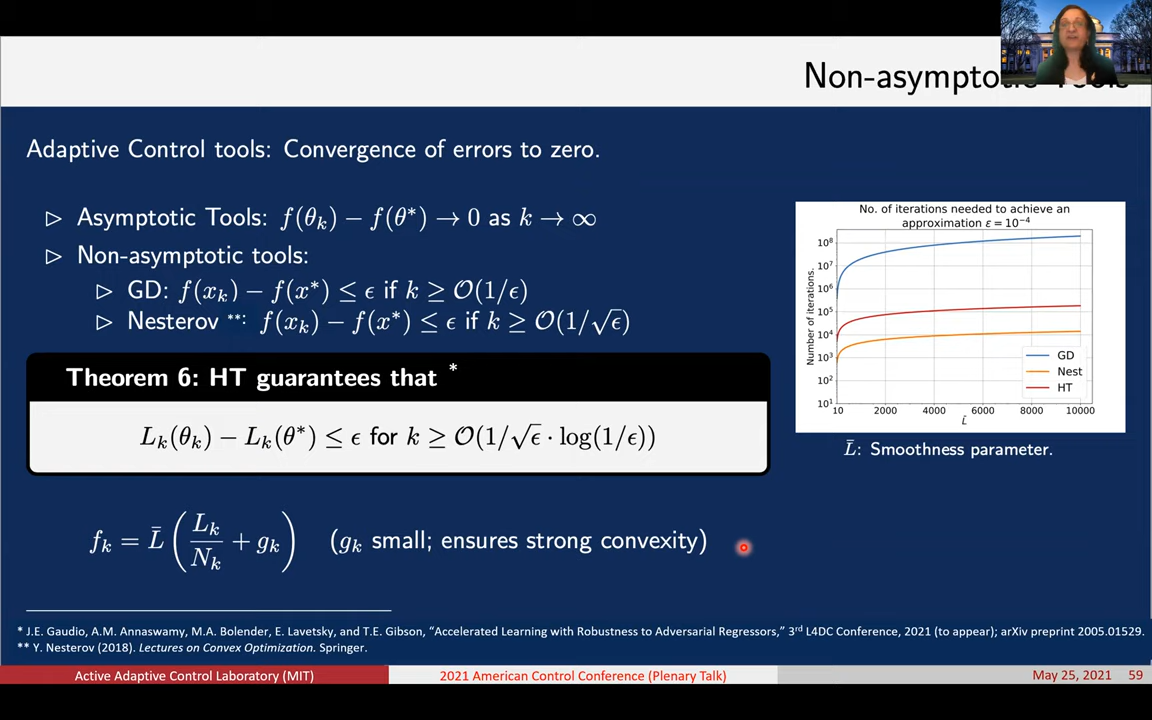 Non-asymptotic Tools
Adaptive Control tools: Convergence of errors to zero.
▷ Asymptotic Tools: f(θ_k) − f(θ*) → 0 as k → ∞
▷ Non-asymptotic tools:
▷ GD: f(x_k) − f(x*) ≤ ϵ if k ≥ 𝒪(1/ϵ)
▷ Nesterov **: f(x_k) − f(x*) ≤ ϵ if k ≥ 𝒪(1/√ϵ)
Theorem 6: HT guarantees that *
L_k(θ_k) − L_k(θ*) ≤ ϵ for k ≥ 𝒪(1/√ϵ · log(1/ϵ))
f_k = L̄ (L_k/N_k + g_k) (g_k small; ensures strong convexity)
No. of iterations needed to achieve an
approximation ε = 10⁻⁴
Number of iterations.
10⁸
10⁷
10⁶
10⁵
10⁴
10³
10²
10¹
GD
Nest
HT
10 2000 4000 6000 8000 10000
L̄
L̄: Smoothness parameter.
* J.E. Gaudio, A.M. Annaswamy, M.A. Bolender, E. Lavetsky, and T.E. Gibson, “Accelerated Learning with Robustness to Adversarial Regressors,” 3rd L4DC Conference, 2021 (to appear); arXiv preprint 2005.01529.
** Y. Nesterov (2018). Lectures on Convex Optimization. Springer.
Active Adaptive Control Laboratory (MIT) 2021 American Control Conference (Plenary Talk) May 25, 2021 59